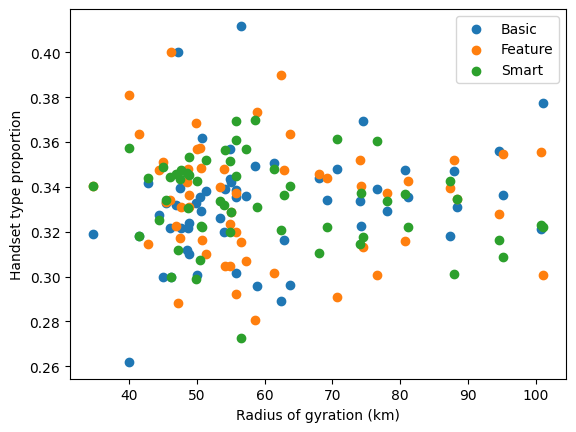 Basic
Feature
Smart
0.40
0.38
0.36
0.34
0.32
0.30
0.28
0.26
Handset type proportion
40 50 60 70 80 90 100
Radius of gyration (km)